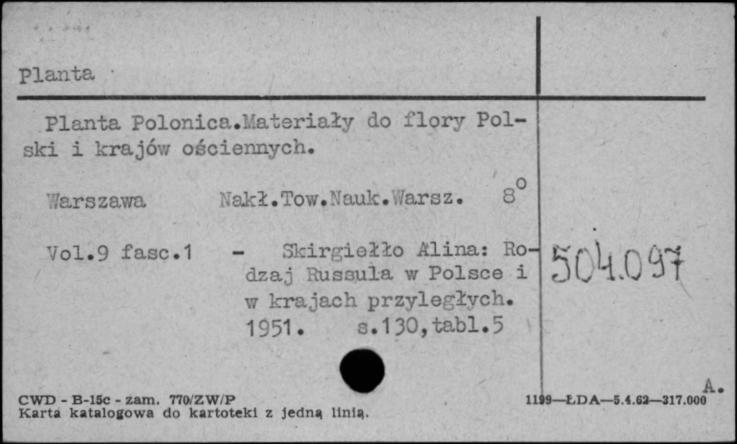 Planta
Planta Polonica.Materiały do flory Pol-
ski i krajów ościennych.
Warszawa Nakł.Tow.Nauk.Warsz. 8°
Vol.9 fasc.1 - Skirgiełło Alina: Ro-
dzaj Russula w Polsce i
w krajach przyległych.
1951. s.130,tabl.5
504.097
A.
CWD - B-15c - zam. 770/ZW/P
Karta katalogowa do kartoteki z jedną linią.
1199—ŁDA—5.4.62—317.000